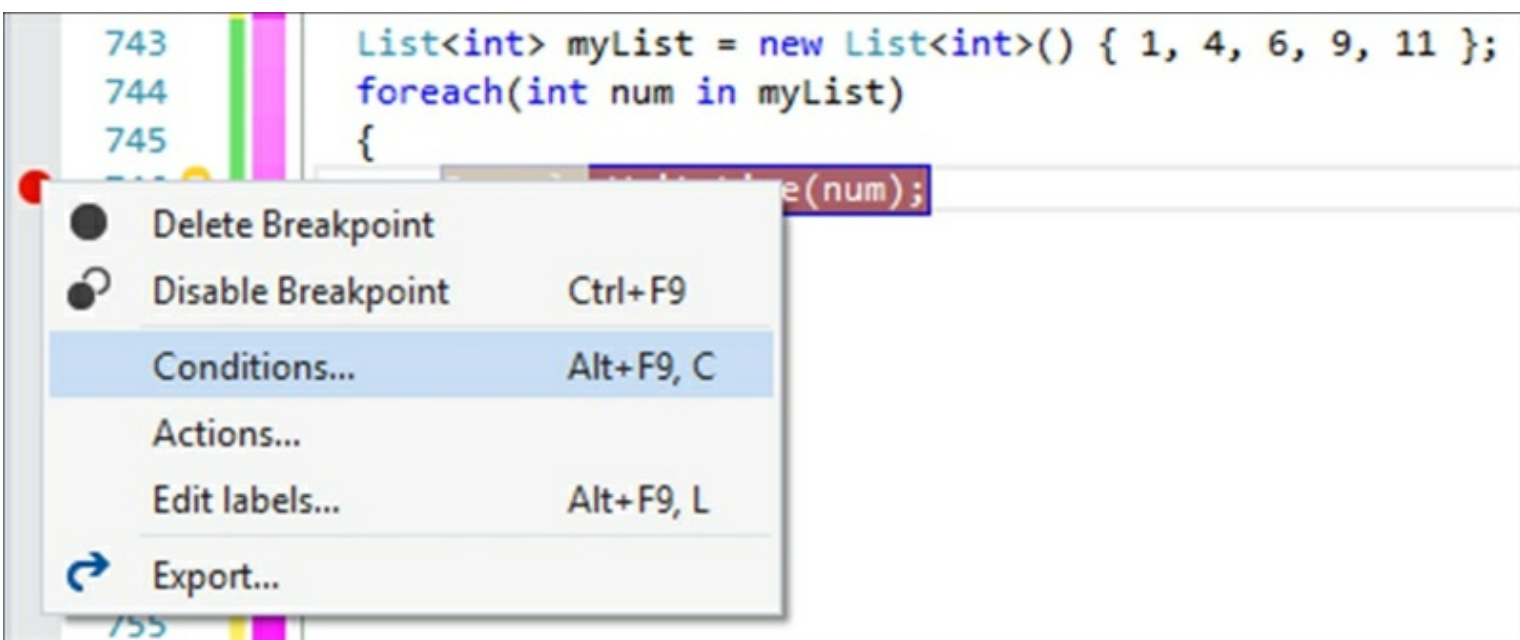 743 List<int> myList = new List<int>() { 1, 4, 6, 9, 11 };
744 foreach(int num in myList)
745 {
e(num);
Delete Breakpoint
Disable Breakpoint Ctrl+F9
Conditions... Alt+F9, C
Actions...
Edit labels... Alt+F9, L
Export...
755